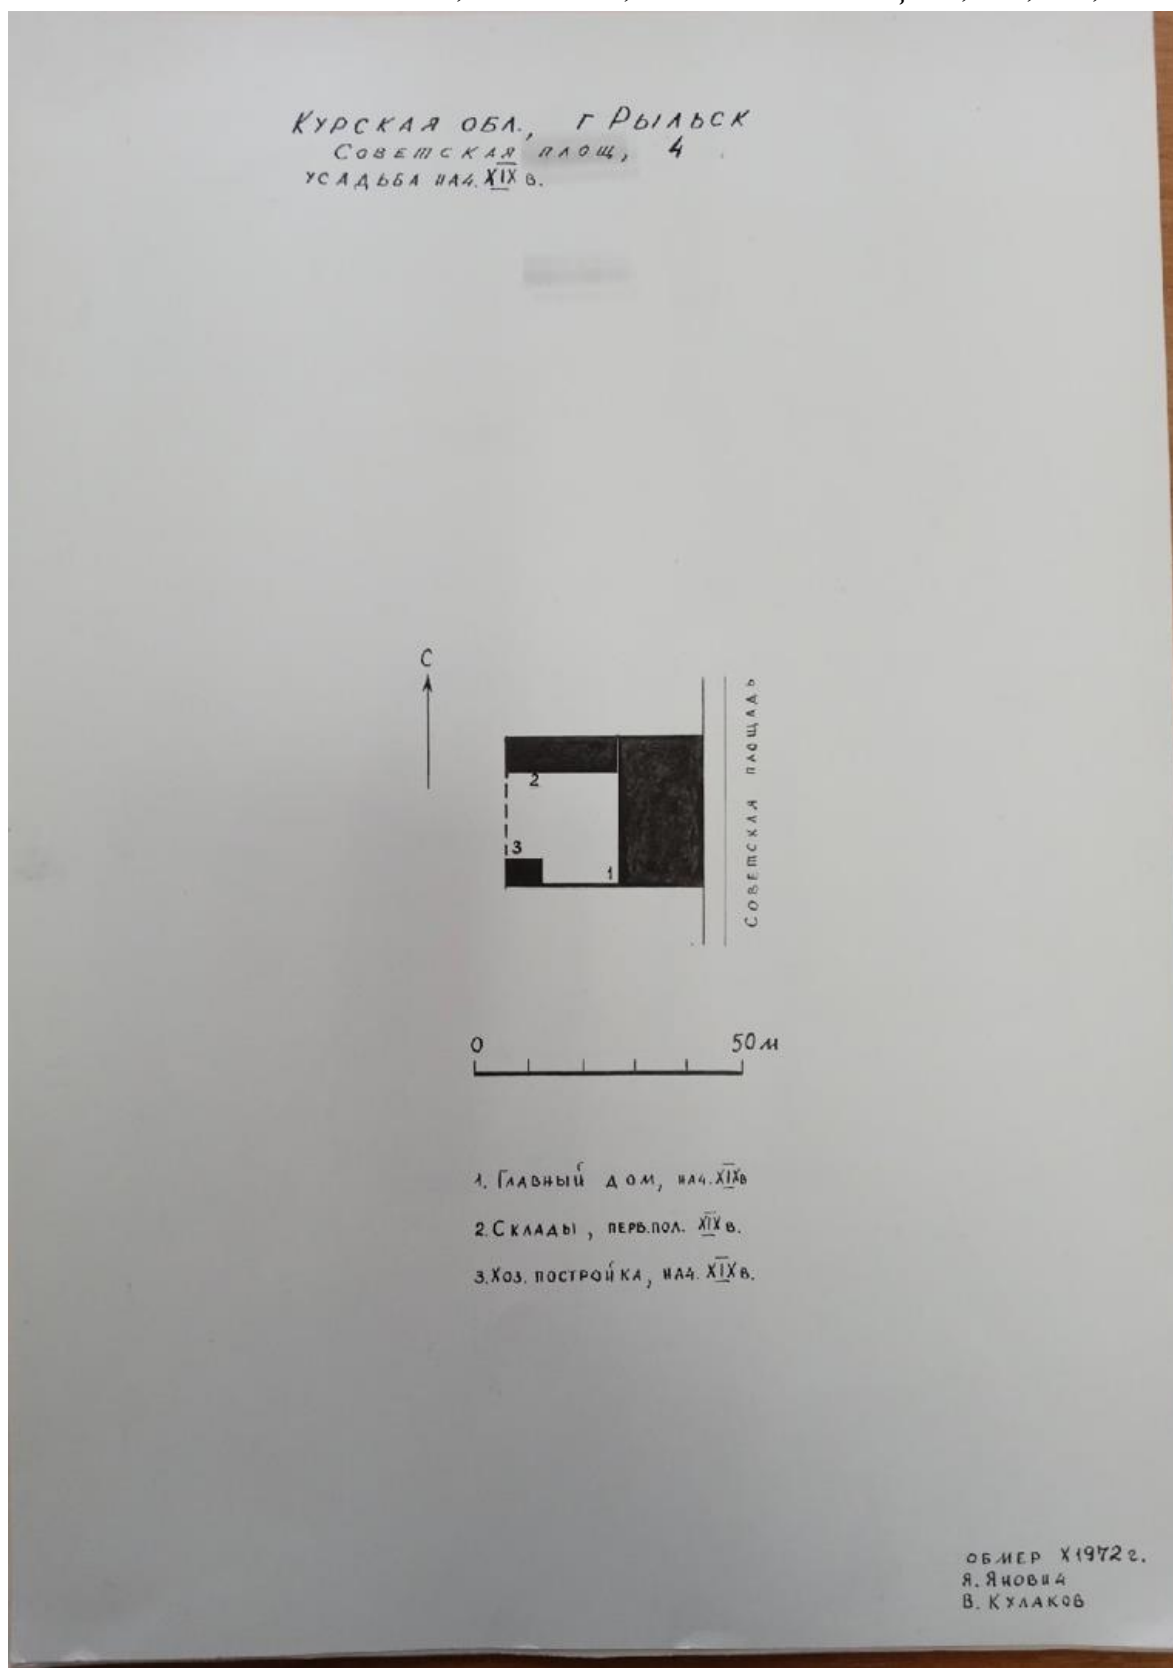 КУРСКАЯ ОБЛ., г РЫЛЬСК
СОВЕТСКАЯ ПЛОЩ, 4
УСАДЬБА НАЧ. XIX в.
С
2
3
1
СОВЕТСКАЯ ПЛОЩАДЬ
0 50 м
1. ГЛАВНЫЙ ДОМ, НАЧ. XIX в
2. СКЛАДЫ, ПЕРВ. ПОЛ. XIX в.
3. ХОЗ. ПОСТРОЙКА, НАЧ. XIX в.
ОБМЕР X 1972 г.
Я. ЯНОВИЧ
В. КУЛАКОВ